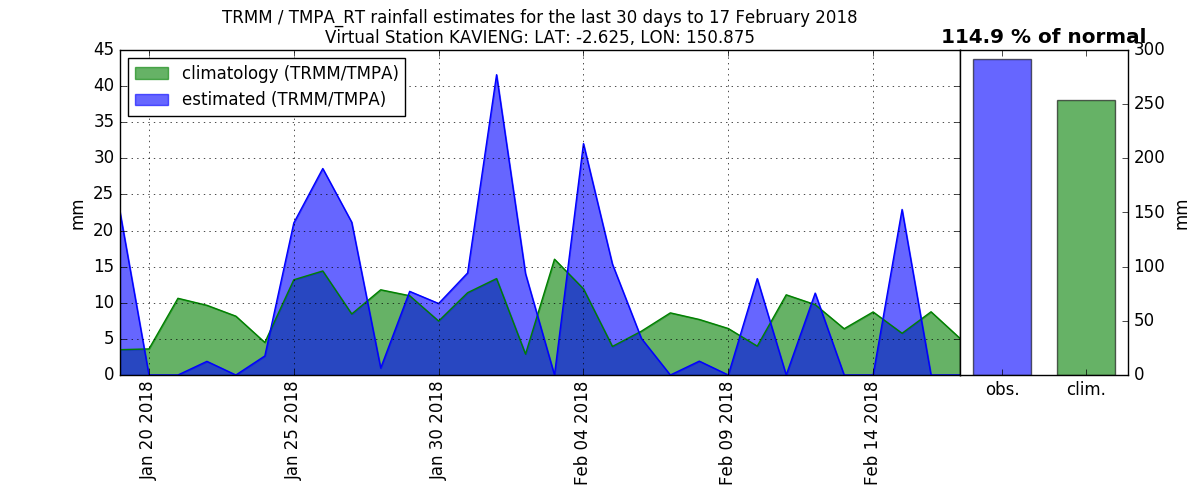 TRMM / TMPA_RT rainfall estimates for the last 30 days to 17 February 2018
Virtual Station KAVIENG: LAT: -2.625, LON: 150.875
114.9 % of normal
climatology (TRMM/TMPA)
estimated (TRMM/TMPA)
45
40
35
30
25
20
15
10
5
0
mm
Jan 20 2018
Jan 25 2018
Jan 30 2018
Feb 04 2018
Feb 09 2018
Feb 14 2018
300
250
200
150
100
50
0
mm
obs.
clim.